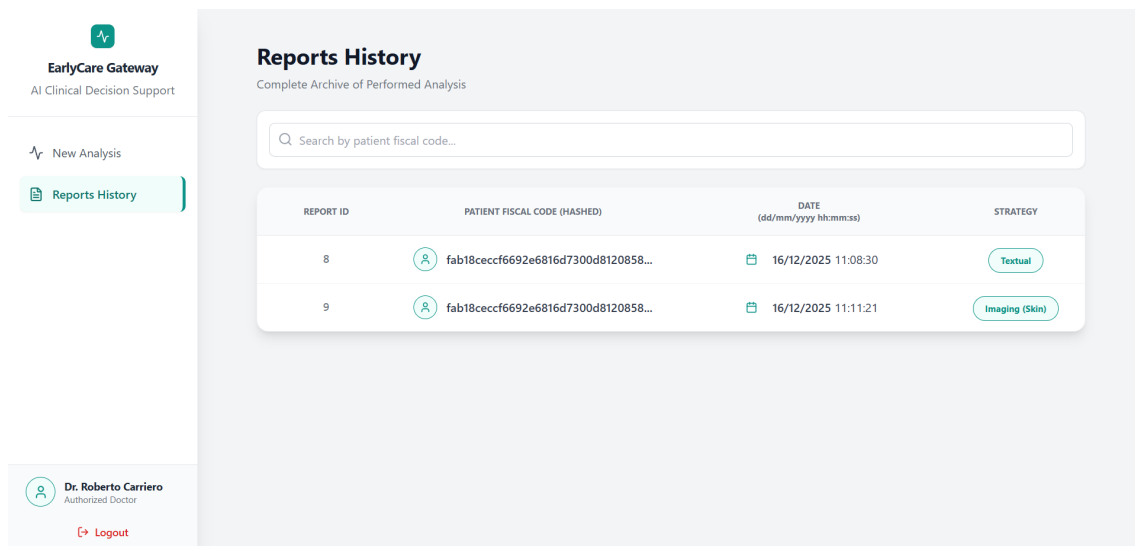 EarlyCare Gateway
AI Clinical Decision Support
New Analysis
Reports History
Dr. Roberto Carriero
Authorized Doctor
Logout
Reports History
Complete Archive of Performed Analysis
Search by patient fiscal code...
REPORT ID PATIENT FISCAL CODE (HASHED) DATE STRATEGY
(dd/mm/yyyy hh:mm:ss)
8 fab18ceccf6692e6816d7300d8120858... 16/12/2025 11:08:30 Textual
9 fab18ceccf6692e6816d7300d8120858... 16/12/2025 11:11:21 Imaging (Skin)